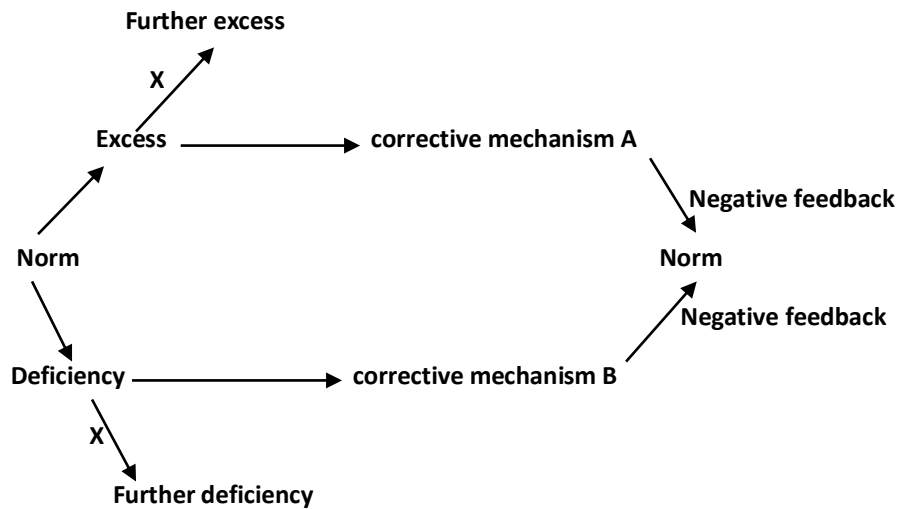 Further excess
X
Excess
corrective mechanism A
Negative feedback
Norm
Norm
Negative feedback
Deficiency
corrective mechanism B
X
Further deficiency